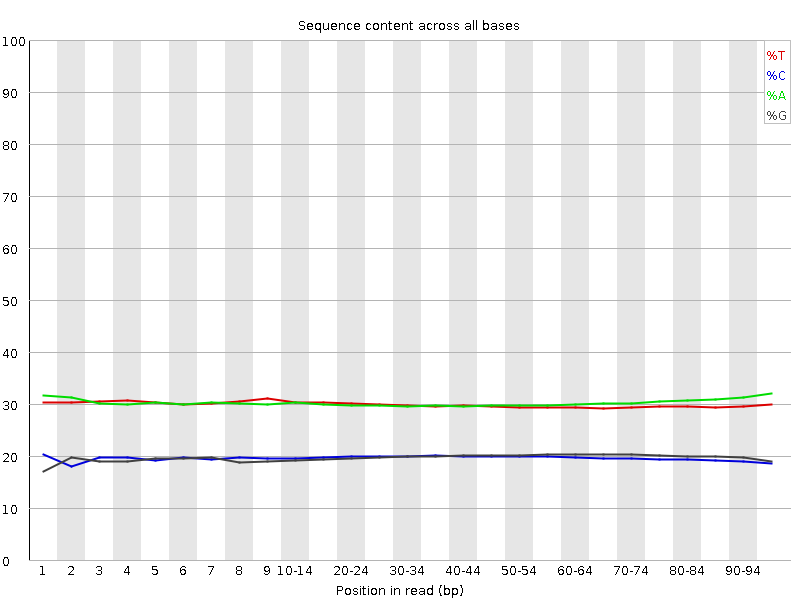 Sequence content across all bases
%T
%C
%A
%G
100
90
80
70
60
50
40
30
20
10
0
1 2 3 4 5 6 7 8 9 10-14 20-24 30-34 40-44 50-54 60-64 70-74 80-84 90-94
Position in read (bp)